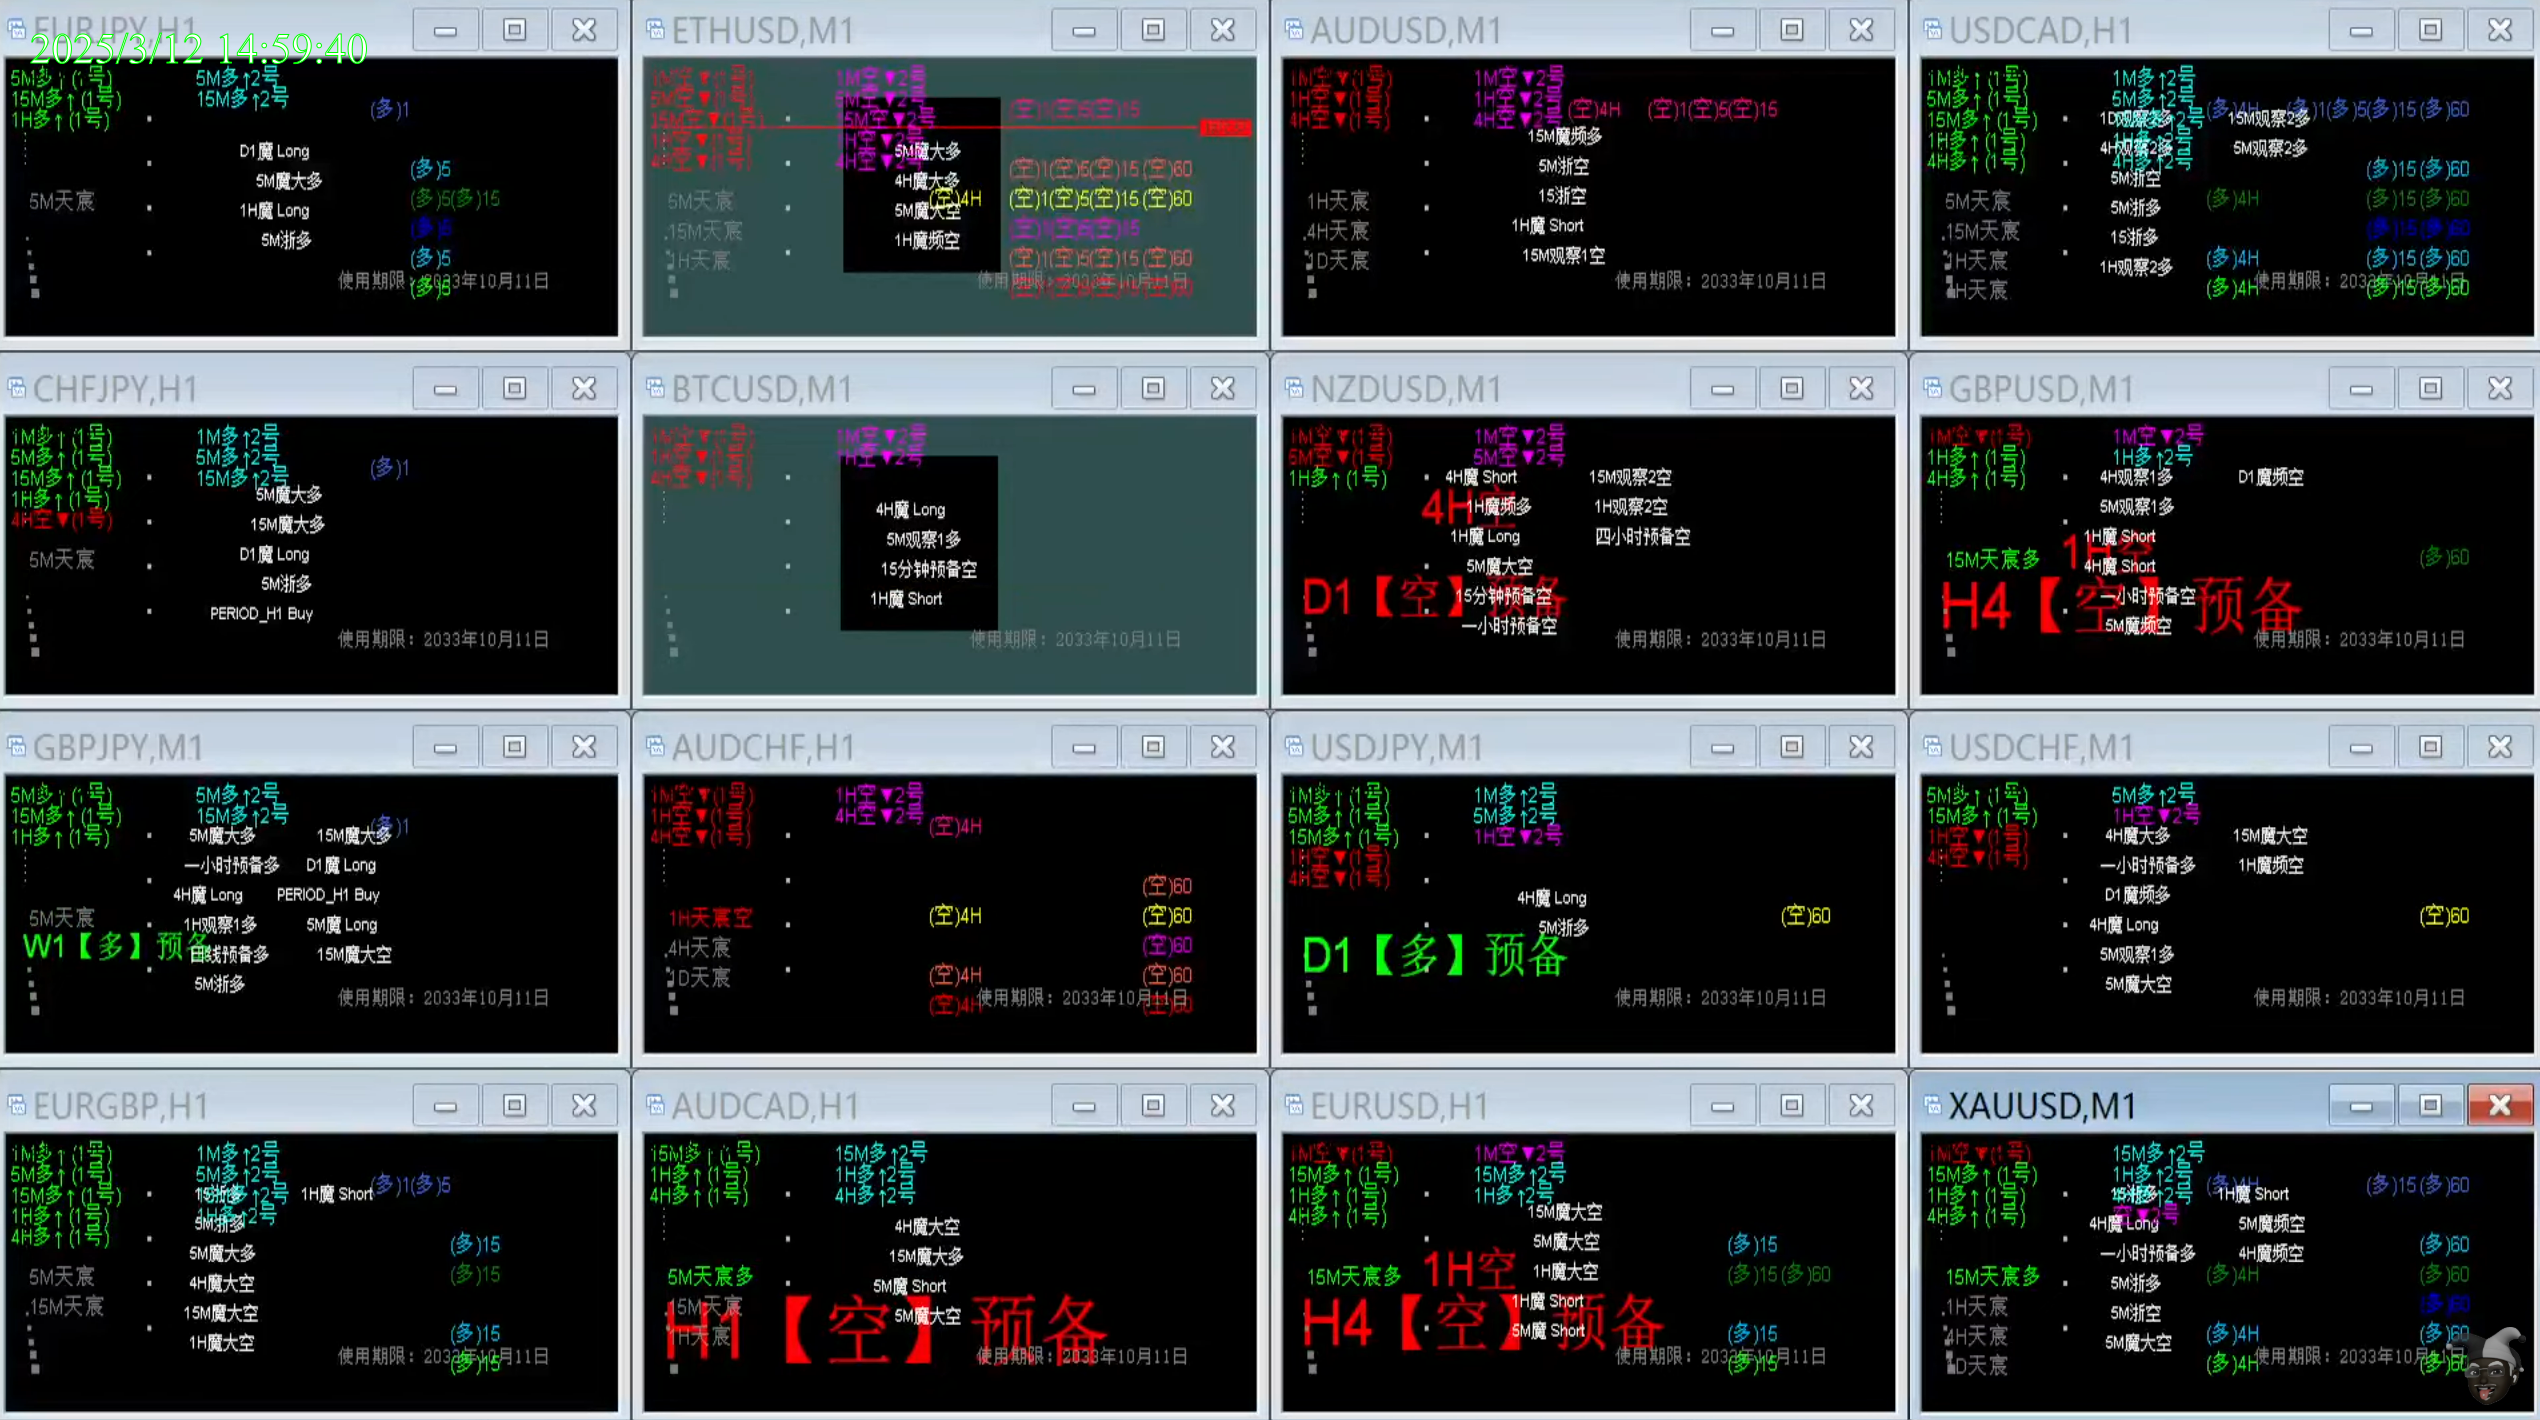 EURJPY,H1
2025/3/12 14:59:40
5M多↑(1号)
15M多↑(1号)
1H多↑(1号)
5M多↑2号
15M多↑2号
(多)1
D1魔 Long
5M魔大多
1H魔 Long
5M浙多
(多)5
(多)5(多)15
(多)5
(多)5
5M天宸
使用期限：2033年10月11日
ETHUSD,M1
1M空▼(1号)
5M空▼(1号)
15M空▼(1号)
1H空▼(1号)
4H空▼(1号)
1M空▼2号
5M空▼2号
15M空▼2号
1H空▼2号
4H空▼2号
(空)1(空)5(空)15
5M魔大多
4H魔大多
5M魔大空
1H魔频空
(空)4H
(空)1(空)5(空)15(空)60
(空)1(空)5(空)15(空)60
(空)1(空)5(空)15
(空)1(空)5(空)15(空)60
5M天宸
15M天宸
1H天宸
使用期限：2033年10月11日
AUDUSD,M1
1M空▼(1号)
1H空▼(1号)
4H空▼(1号)
1M空▼2号
1H空▼2号
4H空▼2号
(空)4H
(空)1(空)5(空)15
15M魔频多
5M浙空
15浙空
1H魔 Short
15M观察1空
1H天宸
4H天宸
1D天宸
使用期限：2033年10月11日
USDCAD,H1
1M多↑(1号)
5M多↑(1号)
15M多↑(1号)
1H多↑(1号)
4H多↑(1号)
1M多↑2号
5M多↑2号
4H多↑2号
(多)4H
(多)1(多)5(多)15(多)60
1D观察2多
15M观察2多
4H观察2多
5M观察2多
5M浙空
5M浙多
15浙多
1H观察2多
(多)15(多)60
(多)4H
(多)15(多)60
(多)15(多)60
(多)4H
(多)15(多)60
(多)4H
(多)15(多)60
5M天宸
15M天宸
1H天宸
4H天宸
使用期限：2033年10月11日
CHFJPY,H1
1M多↑(1号)
5M多↑(1号)
15M多↑(1号)
1H多↑(1号)
4H空▼(1号)
1M多↑2号
5M多↑2号
15M多↑2号
(多)1
5M魔大多
15M魔大多
D1魔 Long
5M浙多
PERIOD_H1 Buy
5M天宸
使用期限：2033年10月11日
BTCUSD,M1
1M空▼(1号)
1H空▼(1号)
4H空▼(1号)
1M空▼2号
1H空▼2号
4H魔 Long
5M观察1多
15分钟预备空
1H魔 Short
使用期限：2033年10月11日
NZDUSD,M1
1M空▼(1号)
5M空▼(1号)
1H多↑(1号)
1M空▼2号
5M空▼2号
4H魔 Short
15M观察2空
4H空
1H魔频多
1H观察2空
1H魔 Long
四小时预备空
5M魔大空
15分钟预备空
一小时预备空
D1【空】预备
使用期限：2033年10月11日
GBPUSD,M1
1M空▼(1号)
1H多↑(1号)
4H多↑(1号)
1M空▼2号
1H多↑2号
4H观察1多
D1魔频空
5M观察1多
1H魔 Short
1H空
4H魔 Short
一小时预备空
5M魔频空
15M天宸多
(多)60
H4【空】预备
使用期限：2033年10月11日
GBPJPY,M1
5M多↑(1号)
15M多↑(1号)
1H多↑(1号)
5M多↑2号
15M多↑2号
(多)1
5M魔大多
15M魔大多
一小时预备多
D1魔 Long
4H魔 Long
PERIOD_H1 Buy
1H观察1多
5M魔 Long
日线预备多
15M魔大空
5M浙多
5M天宸
W1【多】预备
使用期限：2033年10月11日
AUDCHF,H1
1M空▼(1号)
1H空▼(1号)
4H空▼(1号)
1H空▼2号
4H空▼2号
(空)4H
(空)60
(空)4H
(空)60
(空)60
(空)4H
(空)60
(空)4H
(空)60
1H天宸空
4H天宸
1D天宸
使用期限：2033年10月11日
USDJPY,M1
1M多↑(1号)
5M多↑(1号)
15M多↑(1号)
1H空▼(1号)
4H空▼(1号)
1M多↑2号
5M多↑2号
1H空▼2号
4H魔 Long
5M浙多
(空)60
D1【多】预备
使用期限：2033年10月11日
USDCHF,M1
5M多↑(1号)
15M多↑(1号)
1H空▼(1号)
4H空▼(1号)
5M多↑2号
1H空▼2号
4H魔大多
15M魔大空
一小时预备多
1H魔频空
D1魔频多
4H魔 Long
5M观察1多
5M魔大空
(空)60
使用期限：2033年10月11日
EURGBP,H1
1M多↑(1号)
5M多↑(1号)
15M多↑(1号)
1H多↑(1号)
4H多↑(1号)
1M多↑2号
5M多↑2号
15M多↑2号
1H多↑2号
1H魔 Short
(多)1(多)5
5M浙多
5M魔大多
4H魔大空
15M魔大空
1H魔大空
(多)15
(多)15
(多)15
(多)15
5M天宸
15M天宸
使用期限：2033年10月11日
AUDCAD,H1
15M多↑(1号)
1H多↑(1号)
4H多↑(1号)
15M多↑2号
1H多↑2号
4H多↑2号
4H魔大空
15M魔大多
5M魔 Short
5M魔大空
5M天宸多
15M天宸
1H天宸
H1【空】预备
使用期限：2033年10月11日
EURUSD,H1
1M空▼(1号)
15M多↑(1号)
1H多↑(1号)
4H多↑(1号)
1M空▼2号
15M多↑2号
1H多↑2号
15M魔大空
5M魔大空
1H魔大空
1H魔 Short
5M魔 Short
1H空
(多)15
(多)15(多)60
(多)15
(多)15
15M天宸多
H4【空】预备
使用期限：2033年10月11日
XAUUSD,M1
1M空▼(1号)
15M多↑(1号)
1H多↑(1号)
4H多↑(1号)
15M多↑2号
1H多↑2号
(多)4H
(多)15(多)60
15浙多
1H魔 Short
4H魔 Long
5M魔频空
一小时预备多
4H魔频空
5M浙多
5M浙空
5M魔大空
(多)60
(多)4H
(多)60
(多)60
(多)4H
(多)60
(多)4H
(多)60
15M天宸多
1H天宸
4H天宸
1D天宸
使用期限：2033年10月11日